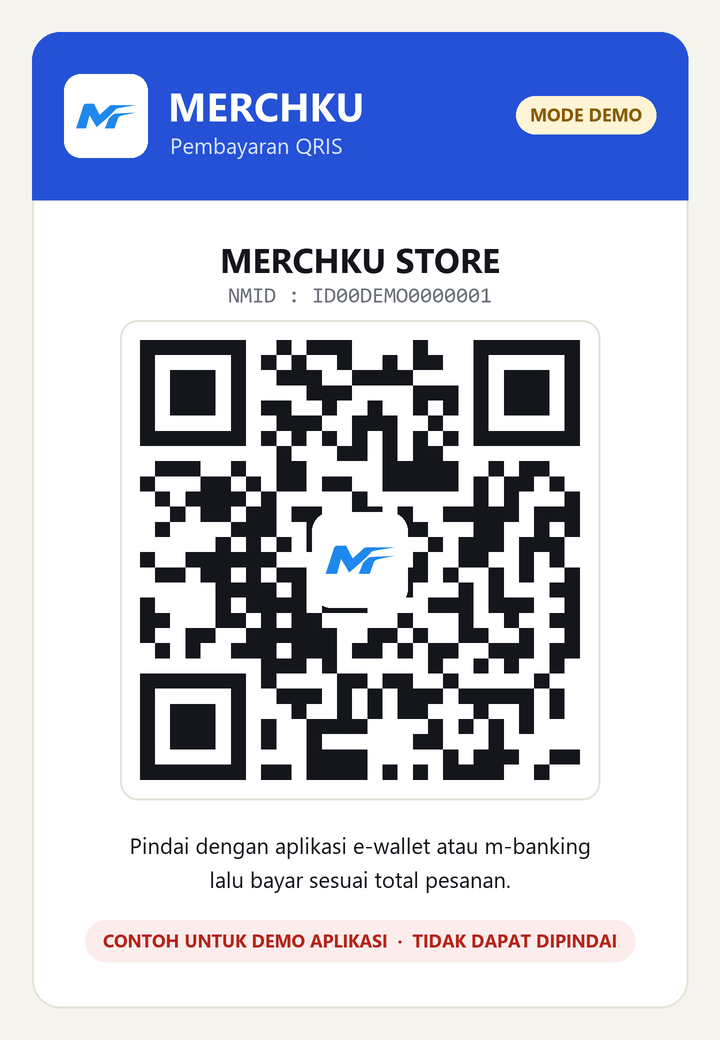 MERCHKU
Pembayaran QRIS
MODE DEMO
MERCHKU STORE
NMID : ID00DEMO0000001
Pindai dengan aplikasi e-wallet atau m-banking
lalu bayar sesuai total pesanan.
CONTOH UNTUK DEMO APLIKASI · TIDAK DAPAT DIPINDAI